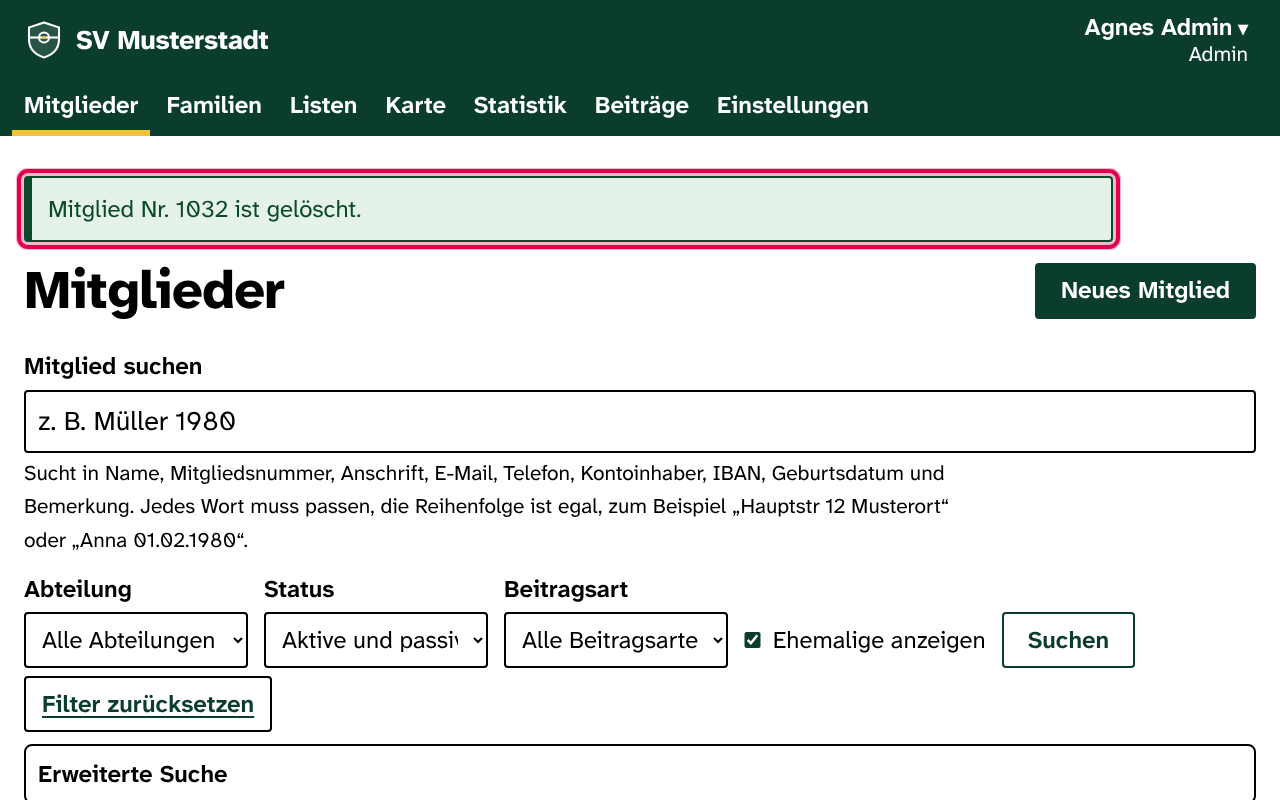 SV Musterstadt
Agnes Admin ▾
Admin
Mitglieder Familien Listen Karte Statistik Beiträge Einstellungen
Mitglied Nr. 1032 ist gelöscht.
Mitglieder
Neues Mitglied
Mitglied suchen
z. B. Müller 1980
Sucht in Name, Mitgliedsnummer, Anschrift, E-Mail, Telefon, Kontoinhaber, IBAN, Geburtsdatum und
Bemerkung. Jedes Wort muss passen, die Reihenfolge ist egal, zum Beispiel „Hauptstr 12 Musterort“
oder „Anna 01.02.1980“.
Abteilung Status Beitragsart
Alle Abteilungen Aktive und passiv Alle Beitragsarte Ehemalige anzeigen Suchen
Filter zurücksetzen
Erweiterte Suche